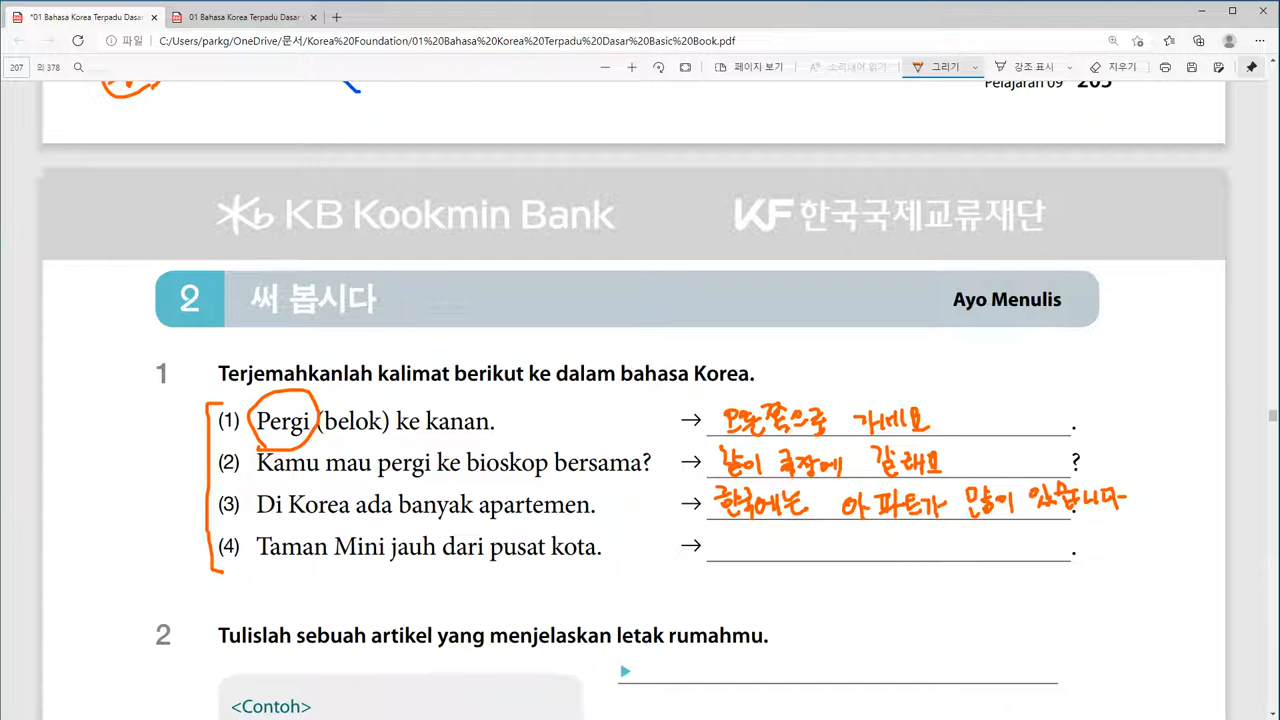 *01 Bahasa Korea Terpadu Dasar
01 Bahasa Korea Terpadu Dasar
파일 C:/Users/parkg/OneDrive/문서/Korea%20Foundation/01%20Bahasa%20Korea%20Terpadu%20Dasar%20Basic%20Book.pdf
207 의 378 페이지 보기 소리내어 읽기 그리기 강조 표시 지우기
Pelajaran 09 205
KB Kookmin Bank KF 한국국제교류재단
2 써 봅시다 Ayo Menulis
1 Terjemahkanlah kalimat berikut ke dalam bahasa Korea.
(1) Pergi (belok) ke kanan. → 오른쪽으로 가세요 .
(2) Kamu mau pergi ke bioskop bersama? → 같이 극장에 갈래요 ?
(3) Di Korea ada banyak apartemen. → 한국에는 아파트가 많이 있습니다 .
(4) Taman Mini jauh dari pusat kota. → .
2 Tulislah sebuah artikel yang menjelaskan letak rumahmu.
<Contoh>